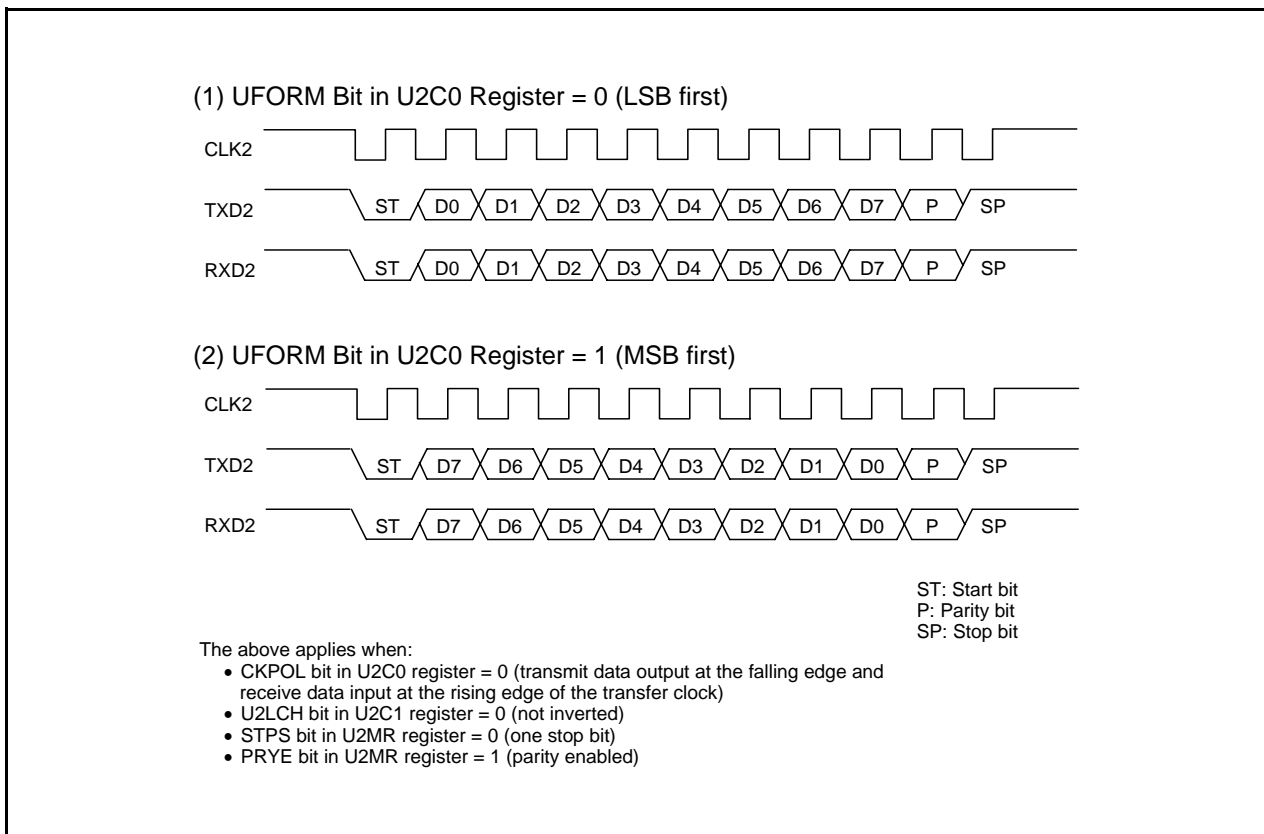 (1) UFORM Bit in U2C0 Register = 0 (LSB first)
CLK2
TXD2 ST D0 D1 D2 D3 D4 D5 D6 D7 P SP
RXD2 ST D0 D1 D2 D3 D4 D5 D6 D7 P SP
(2) UFORM Bit in U2C0 Register = 1 (MSB first)
CLK2
TXD2 ST D7 D6 D5 D4 D3 D2 D1 D0 P SP
RXD2 ST D7 D6 D5 D4 D3 D2 D1 D0 P SP
ST: Start bit
P: Parity bit
SP: Stop bit
The above applies when:
• CKPOL bit in U2C0 register = 0 (transmit data output at the falling edge and
receive data input at the rising edge of the transfer clock)
• U2LCH bit in U2C1 register = 0 (not inverted)
• STPS bit in U2MR register = 0 (one stop bit)
• PRYE bit in U2MR register = 1 (parity enabled)